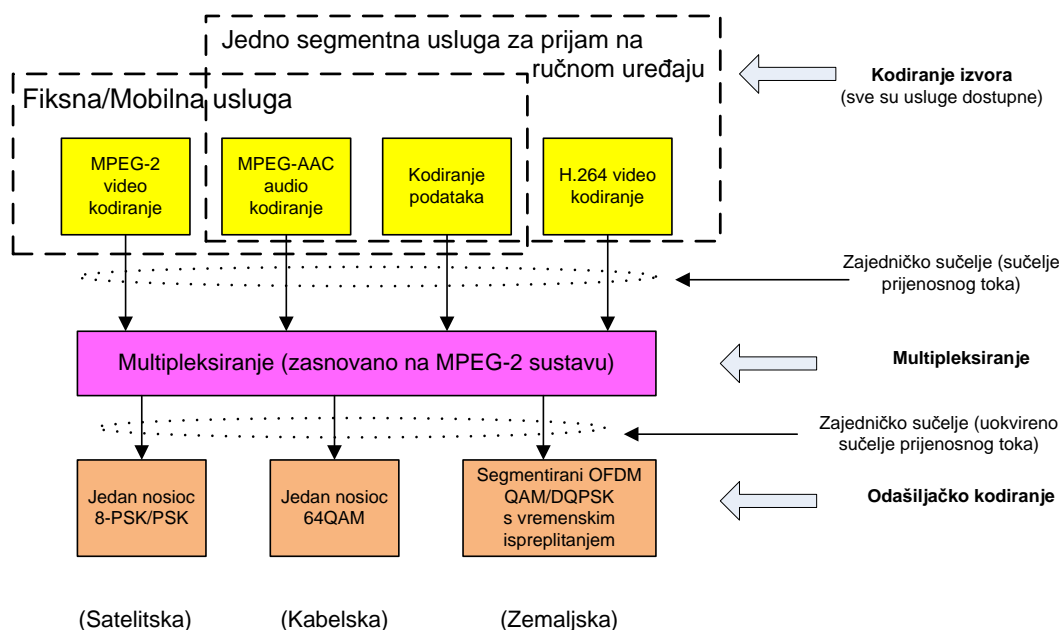 Jedno segmentna usluga za prijam na
ručnom uređaju
Kodiranje izvora
(sve su usluge dostupne)
Fiksna/Mobilna usluga
MPEG-2
video
kodiranje
MPEG-AAC
audio
kodiranje
Kodiranje
podataka
H.264 video
kodiranje
Zajedničko sučelje (sučelje
prijenosnog toka)
Multipleksiranje (zasnovano na MPEG-2 sustavu)
Multipleksiranje
Zajedničko sučelje (uokvireno
sučelje prijenosnog toka)
Jedan nosioc
8-PSK/PSK
Jedan nosioc
64QAM
Segmentirani OFDM
QAM/DQPSK
s vremenskim
ispreplitanjem
Odašiljačko kodiranje
(Satelitska)
(Kabelska)
(Zemaljska)